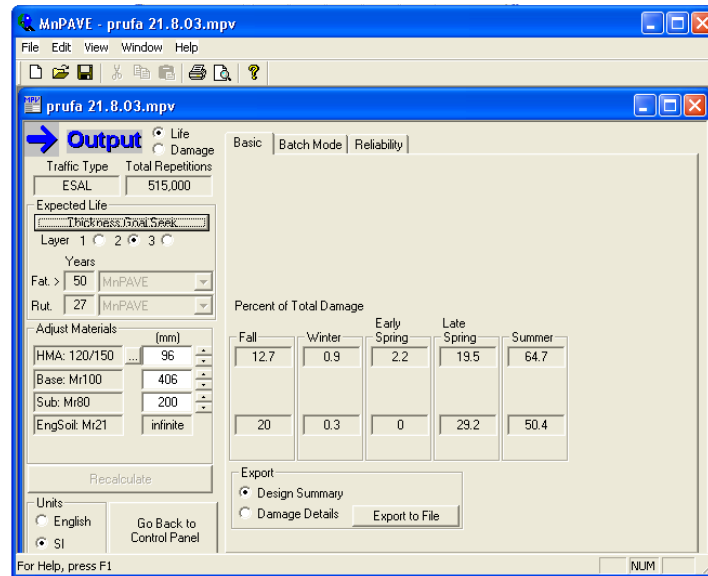 MnPAVE - prufa 21.8.03.mpv
File Edit View Window Help
MPV prufa 21.8.03.mpv
Output Life
Damage
Traffic Type Total Repetitions
ESAL 515,000
Expected Life
Thickness Goal Seek
Layer 1 2 3
Years
Fat. > 50 MnPAVE
Rut. 27 MnPAVE
Adjust Materials
(mm)
HMA: 120/150 ... 96
Base: Mr100 406
Sub: Mr80 200
EngSoil: Mr21 infinite
Recalculate
Units
English
SI
Go Back to
Control Panel
Basic Batch Mode Reliability
Percent of Total Damage
Fall Winter Early Spring Late Spring Summer
12.7 0.9 2.2 19.5 64.7
20 0.3 0 29.2 50.4
Export
Design Summary
Damage Details Export to File
For Help, press F1 NUM